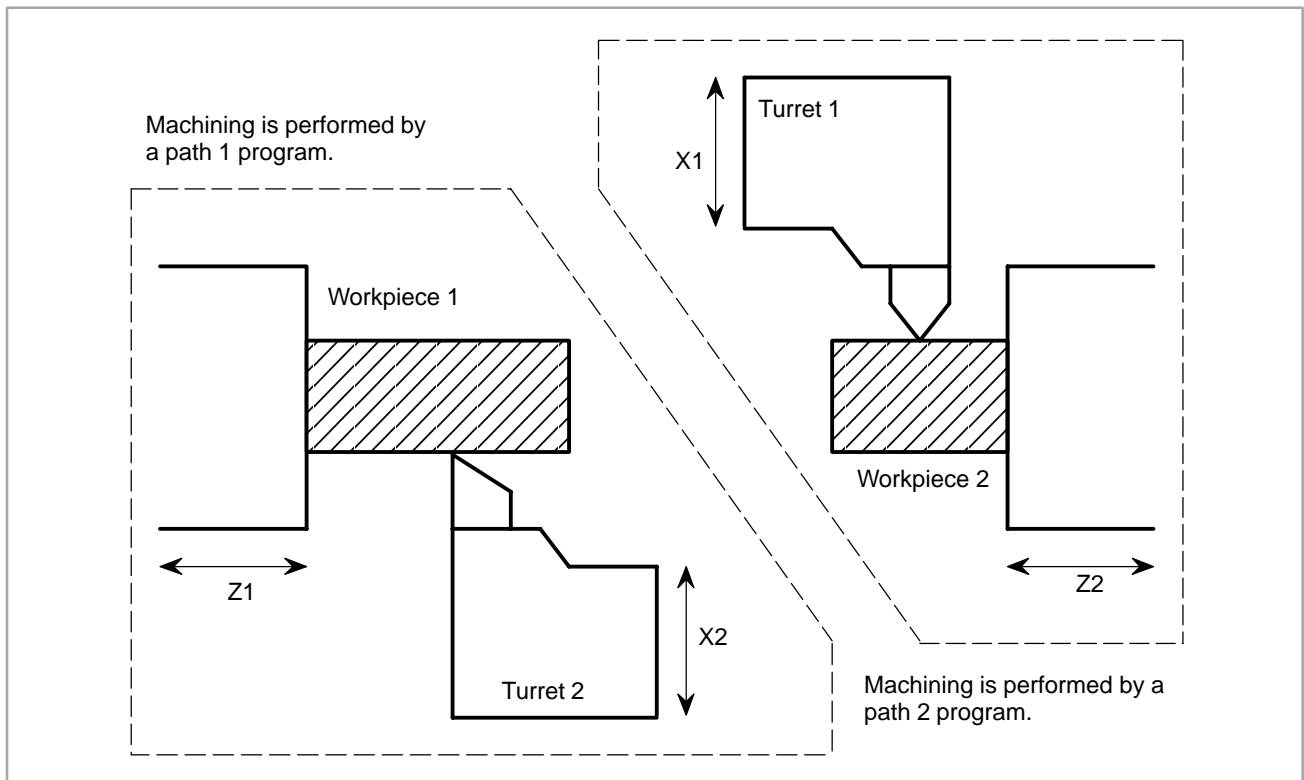 Machining is performed by
a path 1 program.
Turret 1
X1
Workpiece 1
Workpiece 2
Z1
Z2
X2
Turret 2
Machining is performed by a
path 2 program.